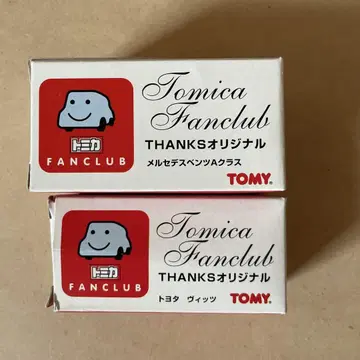 Tomica
Fanclub
THANKSオリジナル
メルセデスベンツAクラス
TOMY.
トミカ
FANCLUB
Tomica
Fanclub
THANKSオリジナル
トヨタ ヴィッツ
TOMY.
トミカ
FANCLUB